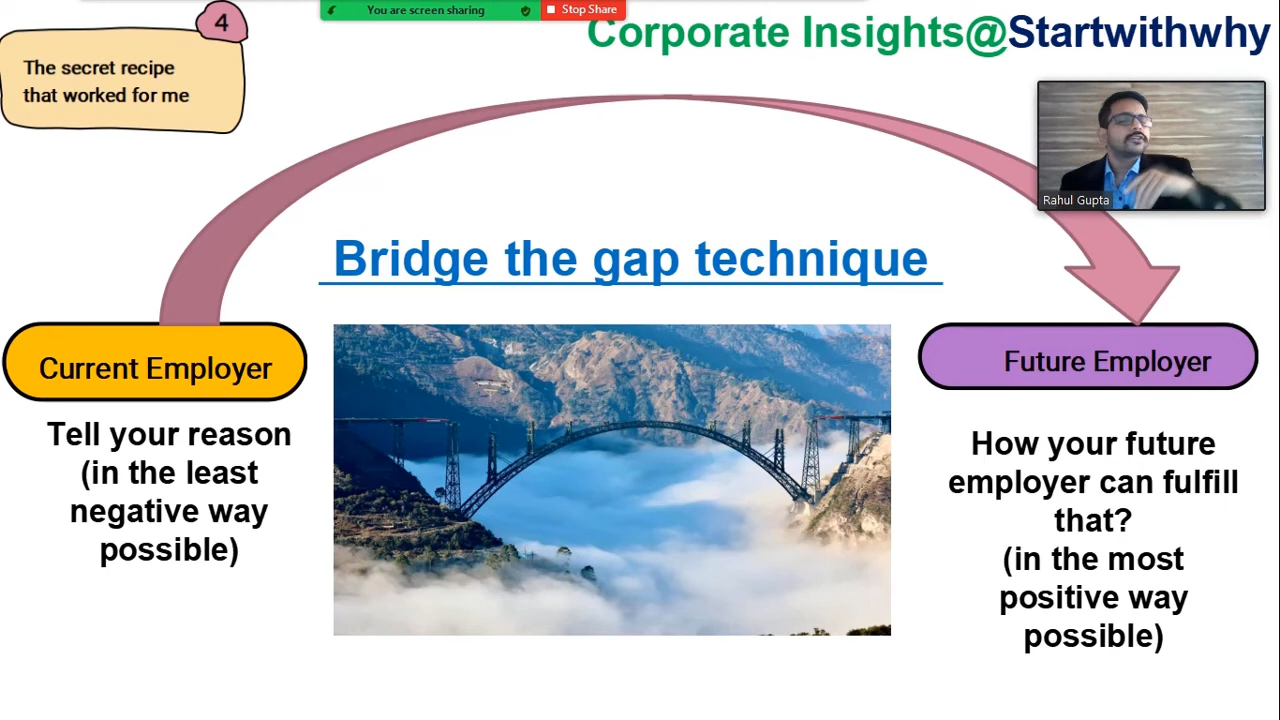 4
You are screen sharing
Stop Share
The secret recipe
that worked for me
Corporate Insights@Startwithwhy
Rahul Gupta
Bridge the gap technique
Current Employer
Tell your reason
(in the least
negative way
possible)
Future Employer
How your future
employer can fulfill
that?
(in the most
positive way
possible)